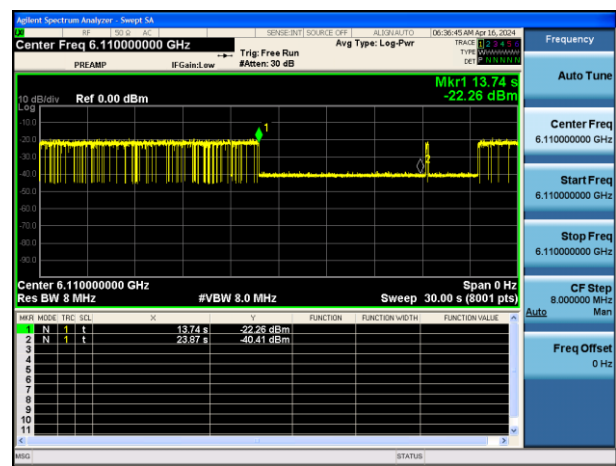 Agilent Spectrum Analyzer - Swept SA
RF 50 Ω AC SENSE:INT SOURCE OFF ALIGNAUTO 06:36:45 AM Apr 16, 2024
Center Freq 6.110000000 GHz Avg Type: Log-Pwr TRACE 1 2 3 4 5 6
Trig: Free Run TYPE
PREAMP IFGain:Low #Atten: 30 dB DET P N N N N N
Mkr1 13.74 s
10 dB/div Ref 0.00 dBm -22.26 dBm
Log
-10.0
-20.0
-30.0
-40.0
-50.0
-60.0
-70.0
-80.0
-90.0
1
2
Center 6.110000000 GHz Span 0 Hz
Res BW 8 MHz #VBW 8.0 MHz Sweep 30.00 s (8001 pts)
MKR MODE TRC SCL X Y FUNCTION FUNCTION WIDTH FUNCTION VALUE
1 N 1 t 13.74 s -22.26 dBm
2 N 1 t 23.87 s -40.41 dBm
3
4
5
6
7
8
9
10
11
MSG STATUS
Frequency
Auto Tune
Center Freq
6.110000000 GHz
Start Freq
6.110000000 GHz
Stop Freq
6.110000000 GHz
CF Step
8.000000 MHz
Auto Man
Freq Offset
0 Hz